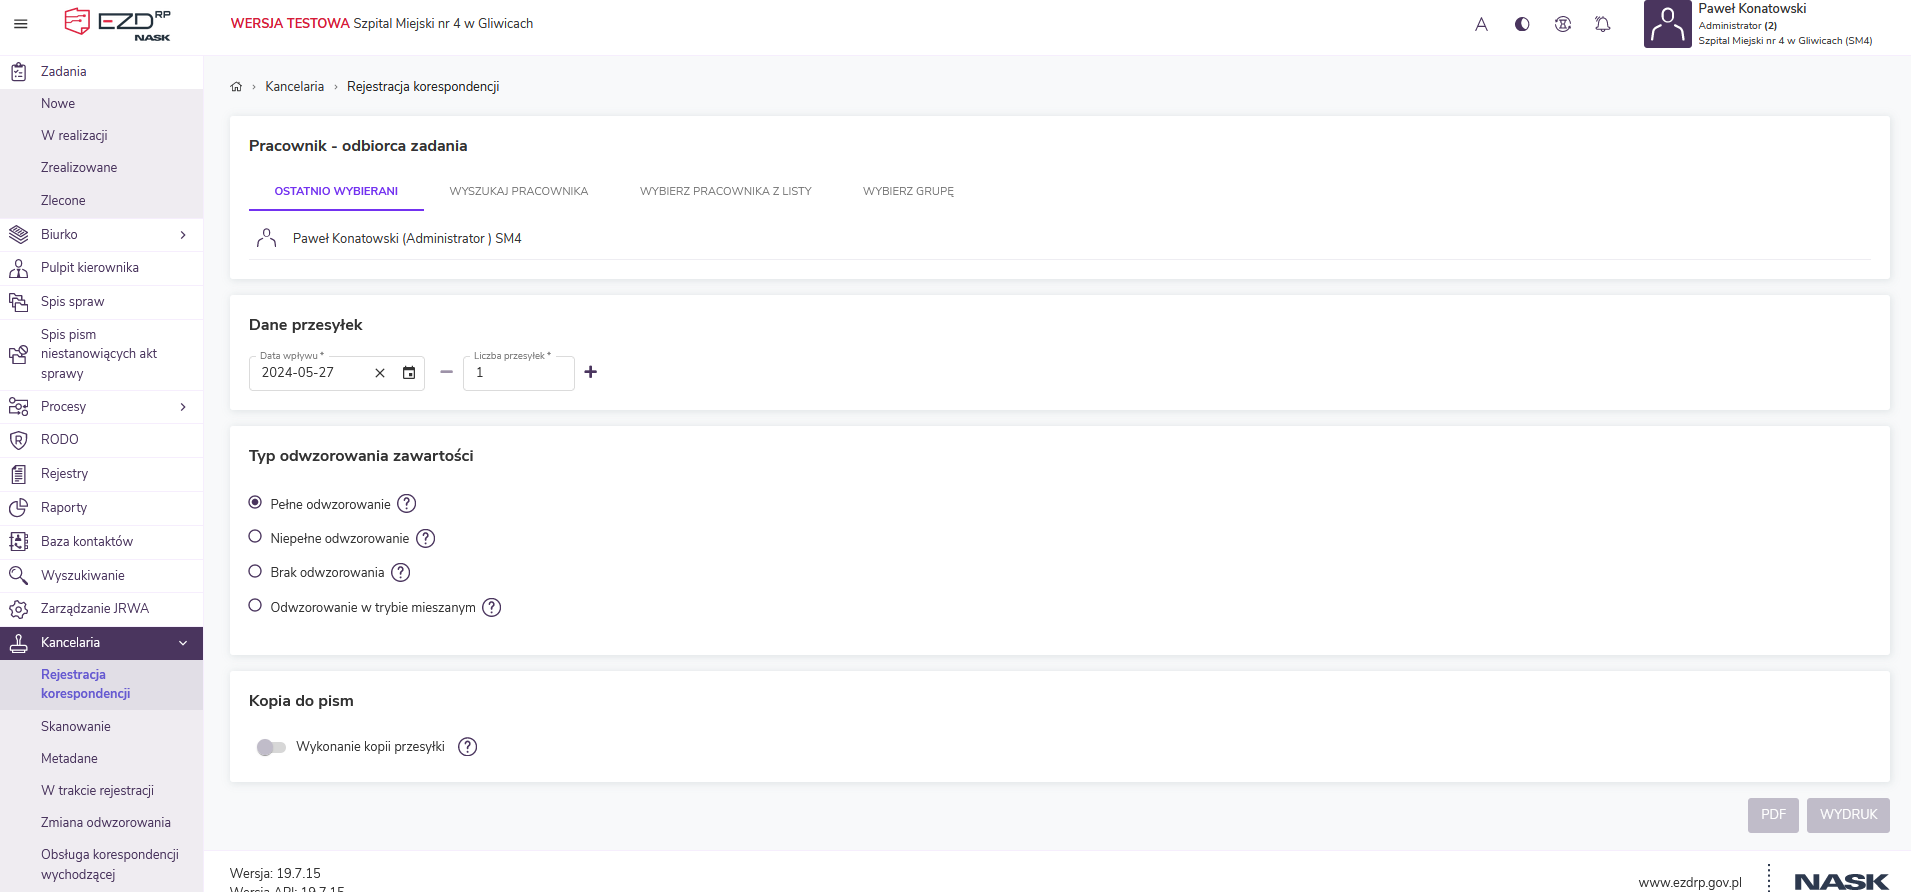 EZD RP
NASK
WERSJA TESTOWA Szpital Miejski nr 4 w Gliwicach
A
Paweł Konatowski
Administrator (2)
Szpital Miejski nr 4 w Gliwicach (SM4)
Zadania
Nowe
W realizacji
Zrealizowane
Zlecone
Biurko
Pulpit kierownika
Spis spraw
Spis pism
niestanowiących akt
sprawy
Procesy
RODO
Rejestry
Raporty
Baza kontaktów
Wyszukiwanie
Zarządzanie JRWA
Kancelaria
Rejestracja
korespondencji
Skanowanie
Metadane
W trakcie rejestracji
Zmiana odwzorowania
Obsługa korespondencji
wychodzącej
Kancelaria › Rejestracja korespondencji
Pracownik - odbiorca zadania
OSTATNIO WYBIERANI WYSZUKAJ PRACOWNIKA WYBIERZ PRACOWNIKA Z LISTY WYBIERZ GRUPĘ
Paweł Konatowski (Administrator ) SM4
Dane przesyłek
Data wpływu * Liczba przesyłek *
2024-05-27 1
Typ odwzorowania zawartości
Pełne odwzorowanie ?
Niepełne odwzorowanie ?
Brak odwzorowania ?
Odwzorowanie w trybie mieszanym ?
Kopia do pism
Wykonanie kopii przesyłki ?
PDF WYDRUK
Wersja: 19.7.15
Wersja API: 19.7.15
www.ezdrp.gov.pl
NASK